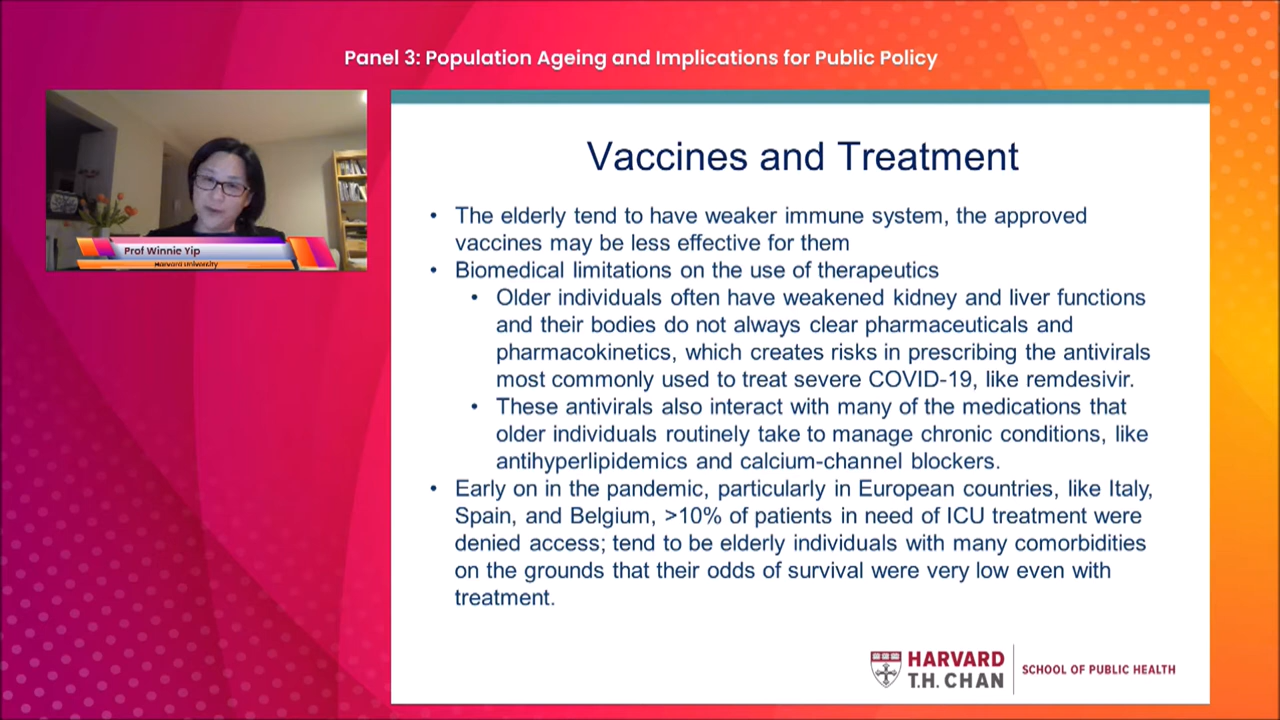 Panel 3: Population Ageing and Implications for Public Policy
Prof Winnie Yip
Harvard University
Vaccines and Treatment
• The elderly tend to have weaker immune system, the approved
vaccines may be less effective for them
• Biomedical limitations on the use of therapeutics
• Older individuals often have weakened kidney and liver functions
and their bodies do not always clear pharmaceuticals and
pharmacokinetics, which creates risks in prescribing the antivirals
most commonly used to treat severe COVID-19, like remdesivir.
• These antivirals also interact with many of the medications that
older individuals routinely take to manage chronic conditions, like
antihyperlipidemics and calcium-channel blockers.
• Early on in the pandemic, particularly in European countries, like Italy,
Spain, and Belgium, >10% of patients in need of ICU treatment were
denied access; tend to be elderly individuals with many comorbidities
on the grounds that their odds of survival were very low even with
treatment.
HARVARD
T.H. CHAN
SCHOOL OF PUBLIC HEALTH